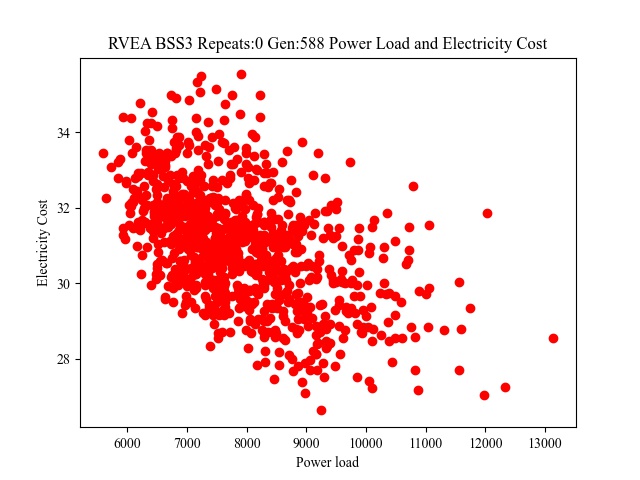 RVEA BSS3 Repeats:0 Gen:588 Power Load and Electricity Cost
34
32
30
28
Electricity Cost
6000 7000 8000 9000 10000 11000 12000 13000
Power load